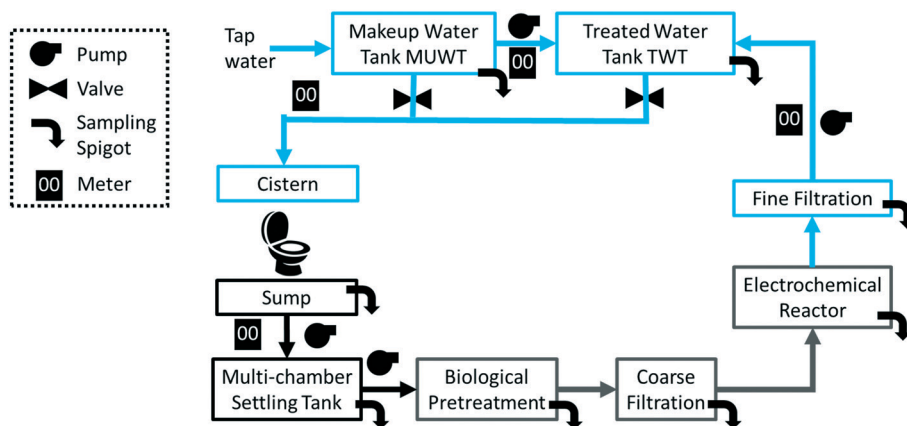 Pump
Valve
Sampling
Spigot
00
Meter
Tap
water
Makeup Water
Tank MUWT
00
Treated Water
Tank TWT
00
00
Cistern
Fine Filtration
Electrochemical
Reactor
Sump
00
Multi-chamber
Settling Tank
Biological
Pretreatment
Coarse
Filtration